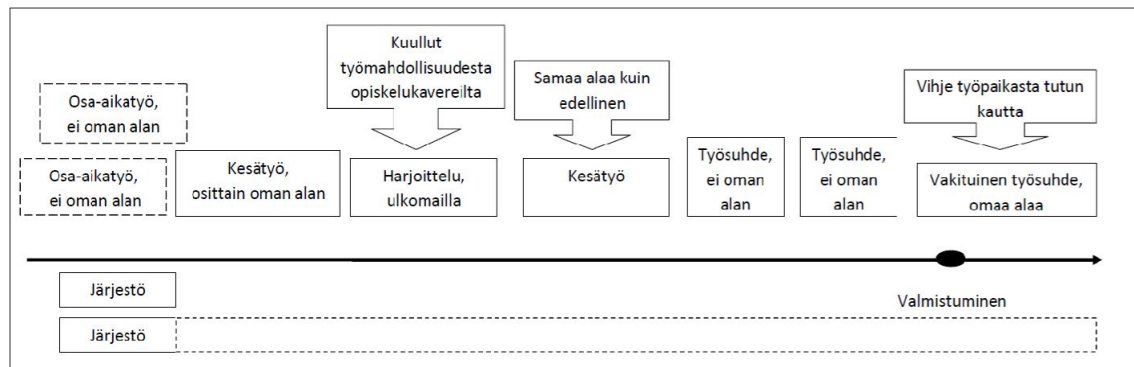 Kuullut
työmahdollisuudesta
opiskelukavereilta
Samaa alaa kuin
edellinen
Vihje työpaikasta tutun
kautta
Osa-aikatyö,
ei oman alan
Osa-aikatyö,
ei oman alan
Kesätyö,
osittain oman alan
Harjoittelu,
ulkomailla
Kesätyö
Työsuhde,
ei oman
alan
Työsuhde,
ei oman
alan
Vakituinen työsuhde,
omaa alaa
Järjestö
Valmistuminen
Järjestö